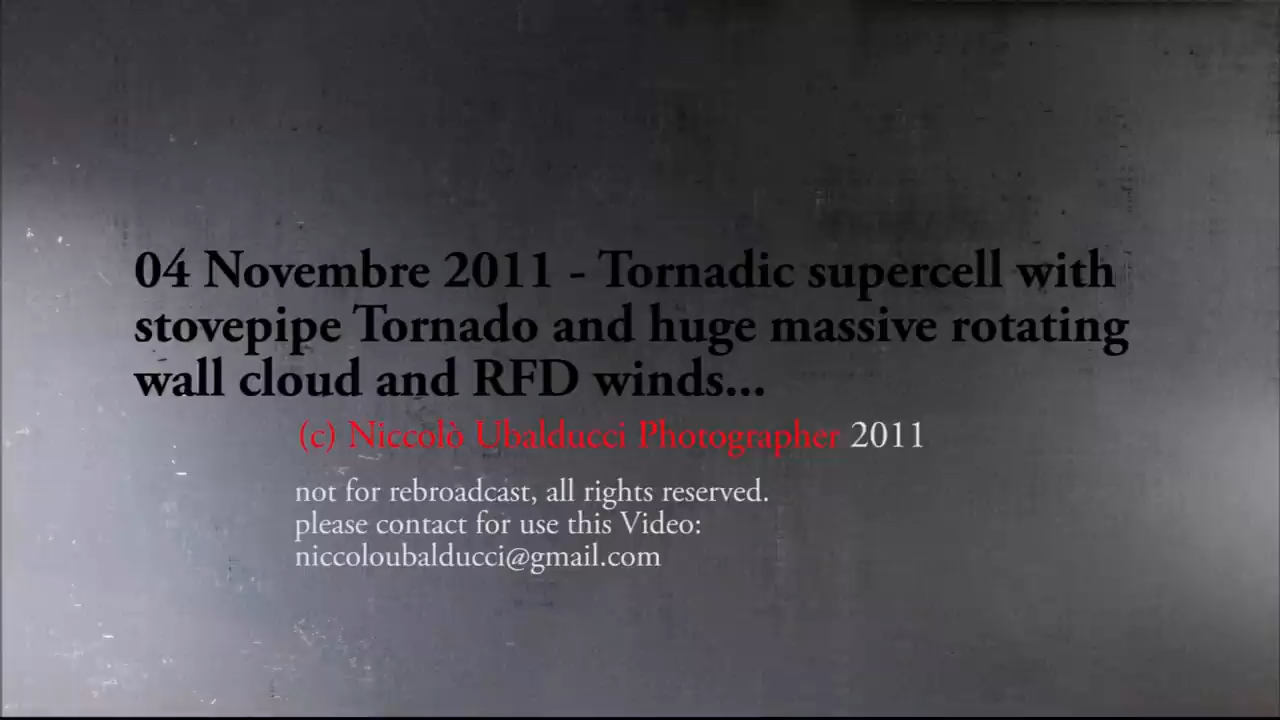 04 Novembre 2011 - Tornadic supercell with
stovepipe Tornado and huge massive rotating
wall cloud and RFD winds...
(c) Niccolò Ubalducci Photographer 2011
not for rebroadcast, all rights reserved.
please contact for use this Video:
niccoloubalducci@gmail.com